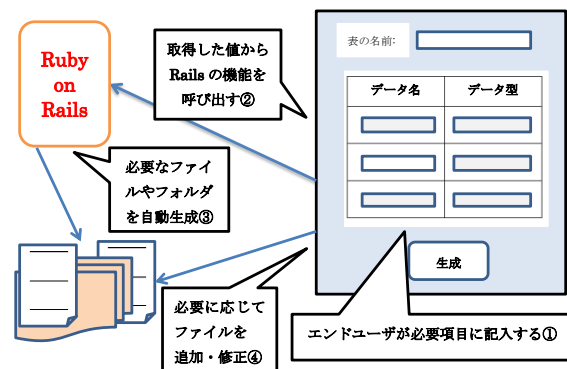 Ruby
on
Rails
取得した値から
Rails の機能を
呼び出す②
表の名前:
データ名 データ型
必要なファイ
ルやフォルダ
を自動生成③
生成
必要に応じて
ファイルを
追加・修正④
エンドユーザが必要項目に記入する①